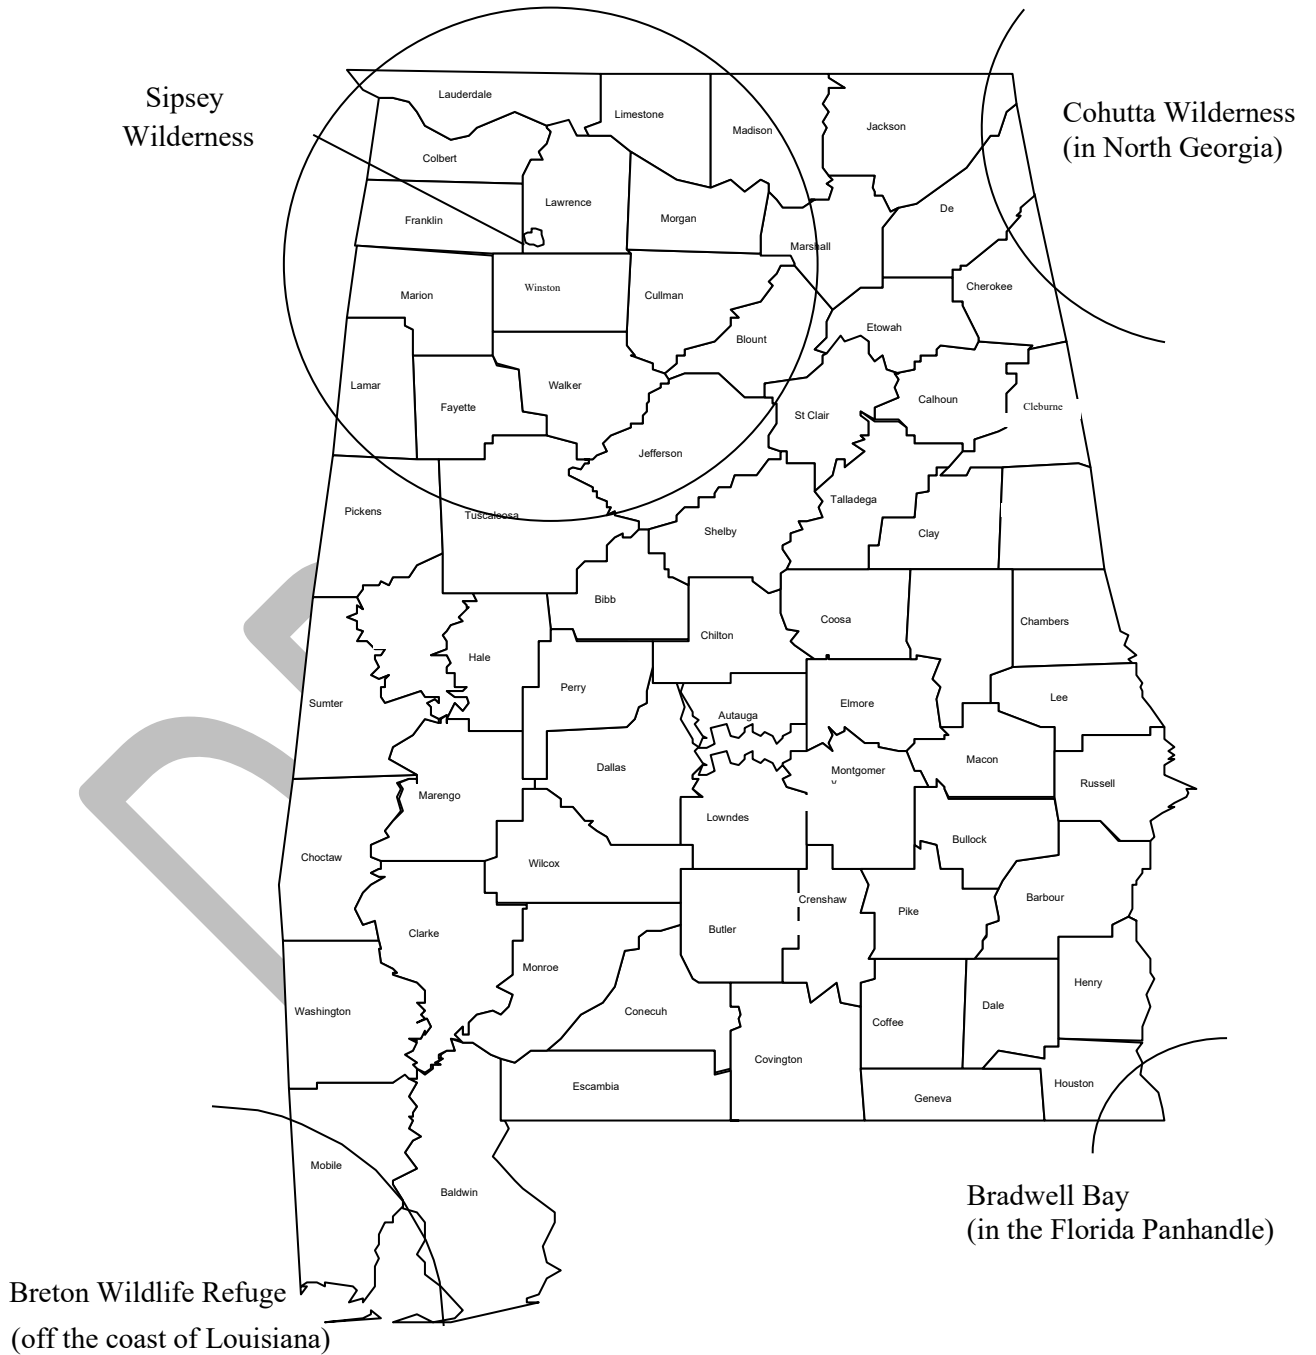 Sipsey
Wilderness
Cohutta Wilderness
(in North Georgia)
Lauderdale
Limestone
Madison
Jackson
Colbert
Lawrence
Franklin
Morgan
De
Marshall
Marion
Winston
Cullman
Cherokee
Etowah
Blount
Lamar
Fayette
Walker
St Clair
Calhoun
Cleburne
Jefferson
Pickens
Tuscaloosa
Shelby
Talladega
Clay
Bibb
Chilton
Coosa
Chambers
Hale
Perry
Sumter
Autauga
Elmore
Lee
Dallas
Montgomer
y
Macon
Russell
Marengo
Lowndes
Bullock
Choctaw
Wilcox
Crenshaw
Pike
Barbour
Clarke
Butler
Monroe
Henry
Washington
Conecuh
Coffee
Dale
Covington
Escambia
Geneva
Houston
Mobile
Baldwin
Bradwell Bay
(in the Florida Panhandle)
Breton Wildlife Refuge
(off the coast of Louisiana)